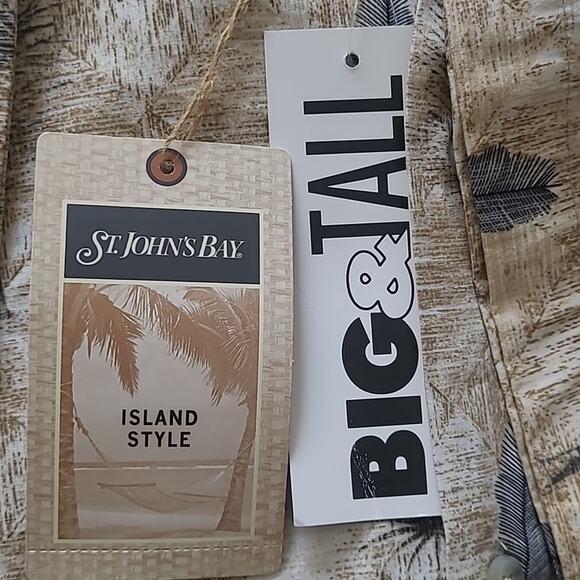 ST. JOHN'S BAY®
ISLAND
STYLE
BIG & TALL